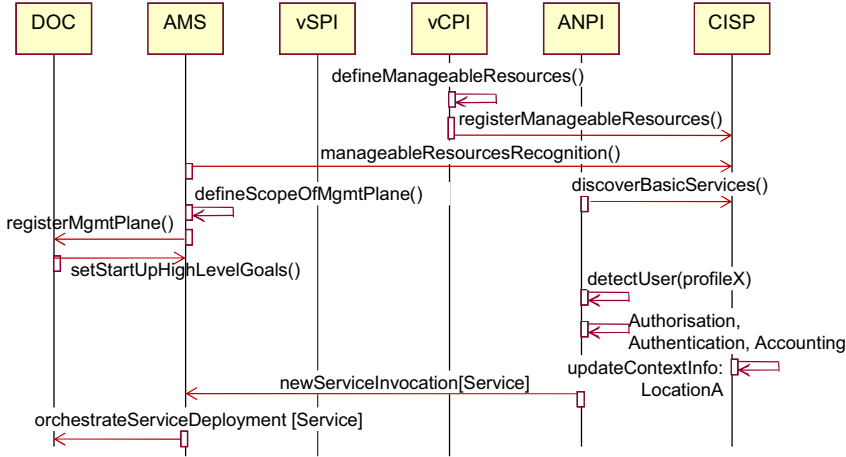 DOC
AMS
vSPI
vCPI
ANPI
CISP
defineManageableResources()
registerManageableResources()
manageableResourcesRecognition()
defineScopeOfMgmtPlane()
discoverBasicServices()
registerMgmtPlane()
setStartUpHighLevelGoals()
detectUser(profileX)
Authorisation,
Authentication, Accounting
updateContextInfo:
LocationA
newServiceInvocation[Service]
orchestrateServiceDeployment [Service]